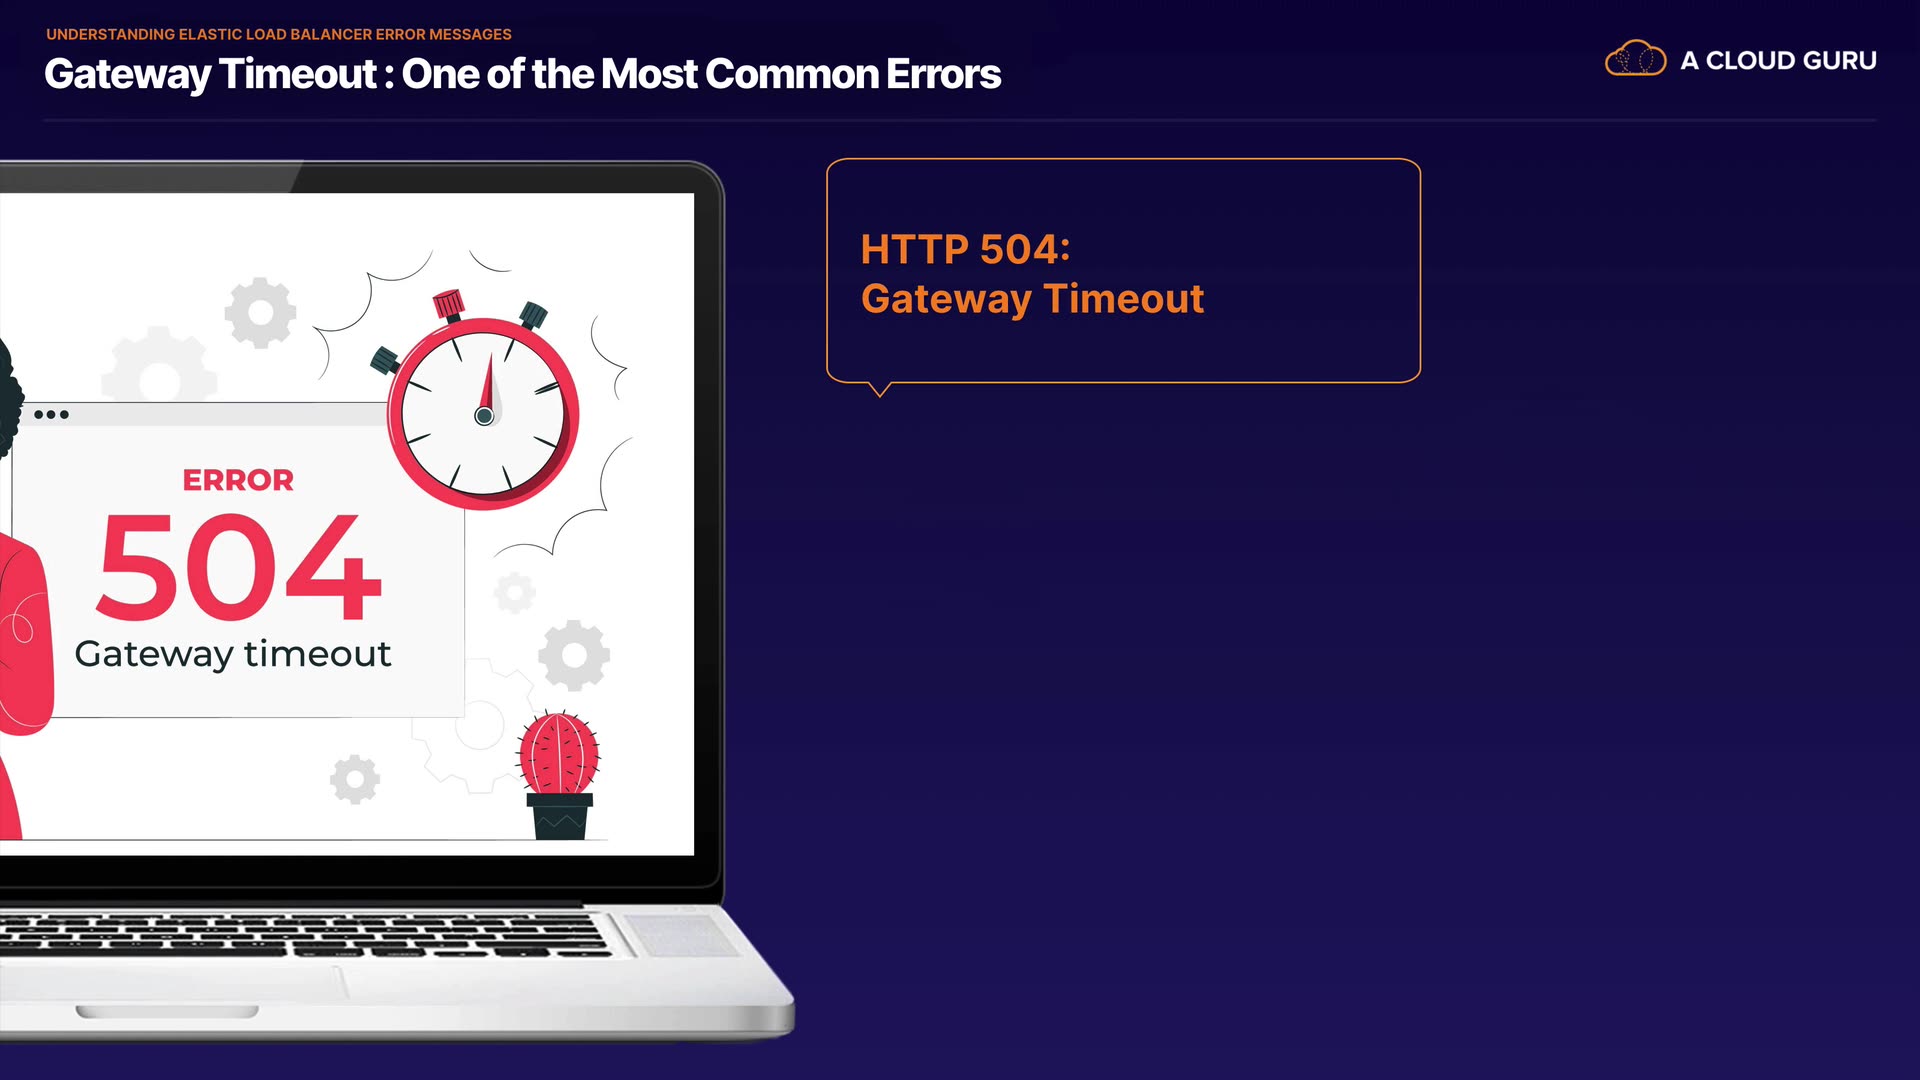 UNDERSTANDING ELASTIC LOAD BALANCER ERROR MESSAGES
Gateway Timeout : One of the Most Common Errors
A CLOUD GURU
HTTP 504:
Gateway Timeout
ERROR
504
Gateway timeout